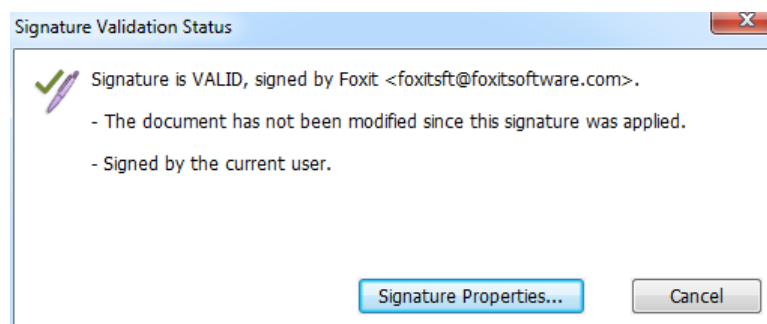 Signature Validation Status
Signature is VALID, signed by Foxit <foxitsft@foxitsoftware.com>.
- The document has not been modified since this signature was applied.
- Signed by the current user.
Signature Properties... Cancel